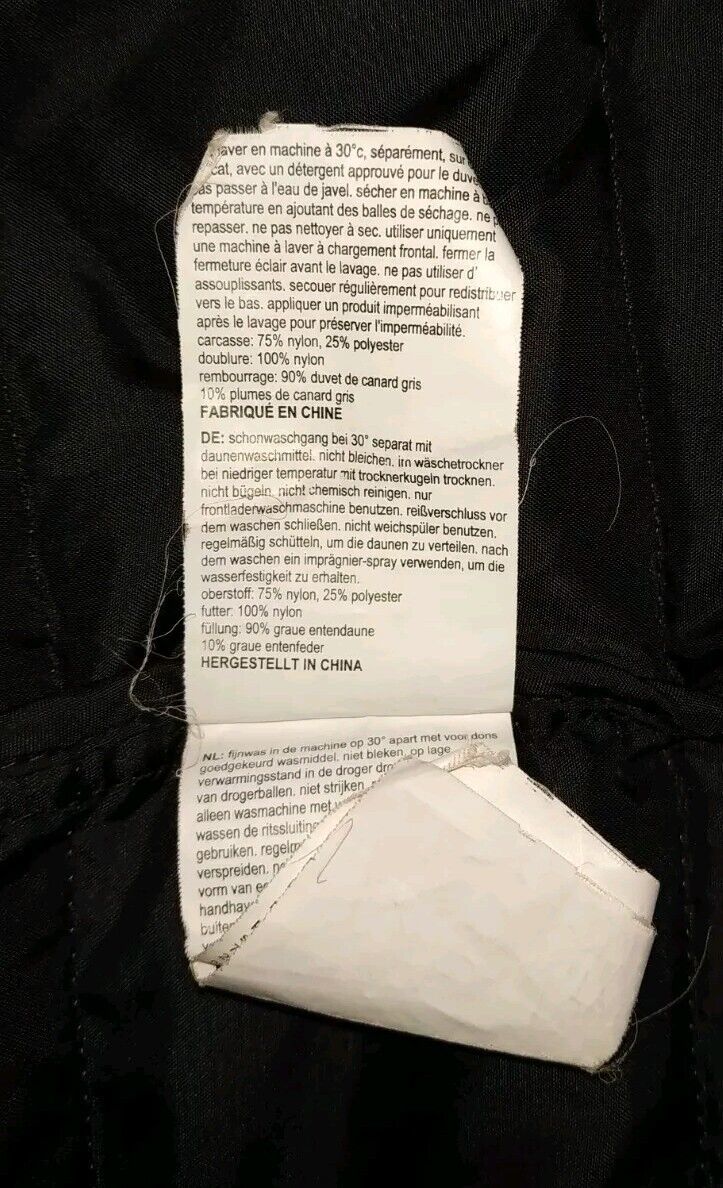 laver en machine à 30°c, séparément, sur
avec un détergent approuvé pour le
pas passer à l'eau de javel. sécher en machine à
température en ajoutant des balles de séchage. ne
repasser. ne pas nettoyer à sec. utiliser uniquement
une machine à laver à chargement frontal. fermer la
fermeture éclair avant le lavage. ne pas utiliser d'
assouplissants. secouer régulièrement pour redistribuer
vers le bas. appliquer un produit imperméabilisant
après le lavage pour préserver l'imperméabilité.
carcasse: 75% nylon, 25% polyester
doublure: 100% nylon
rembourrage: 90% duvet de canard gris
10% plumes de canard gris
FABRIQUÉ EN CHINE
DE: schonwaschgang bei 30° separat mit
daunenwaschmittel. nicht bleichen. im wäschetrockner
bei niedriger temperatur mit trocknerkugeln trocknen.
nicht bügeln. nicht chemisch reinigen. nur
frontladerwaschmaschine benutzen. reißverschluss vor
dem waschen schließen. nicht weichspüler benutzen.
regelmäßig schütteln, um die daunen zu verteilen. nach
dem waschen ein imprägnier-spray verwenden, um die
wasserfestigkeit zu erhalten.
oberstoff: 75% nylon, 25% polyester
futter: 100% nylon
füllung: 90% graue entendaune
10% graue entenfeder
HERGESTELLT IN CHINA
NL: fijnwas in de machine op 30° apart met voor dons
goedgekeurd wasmiddel. niet bleken. op lage
verwarmingsstand in de droger
van drogerballen. niet strijken
alleen wasmachine met
wassen de
gebruiken.
verspreiden.
vorm van